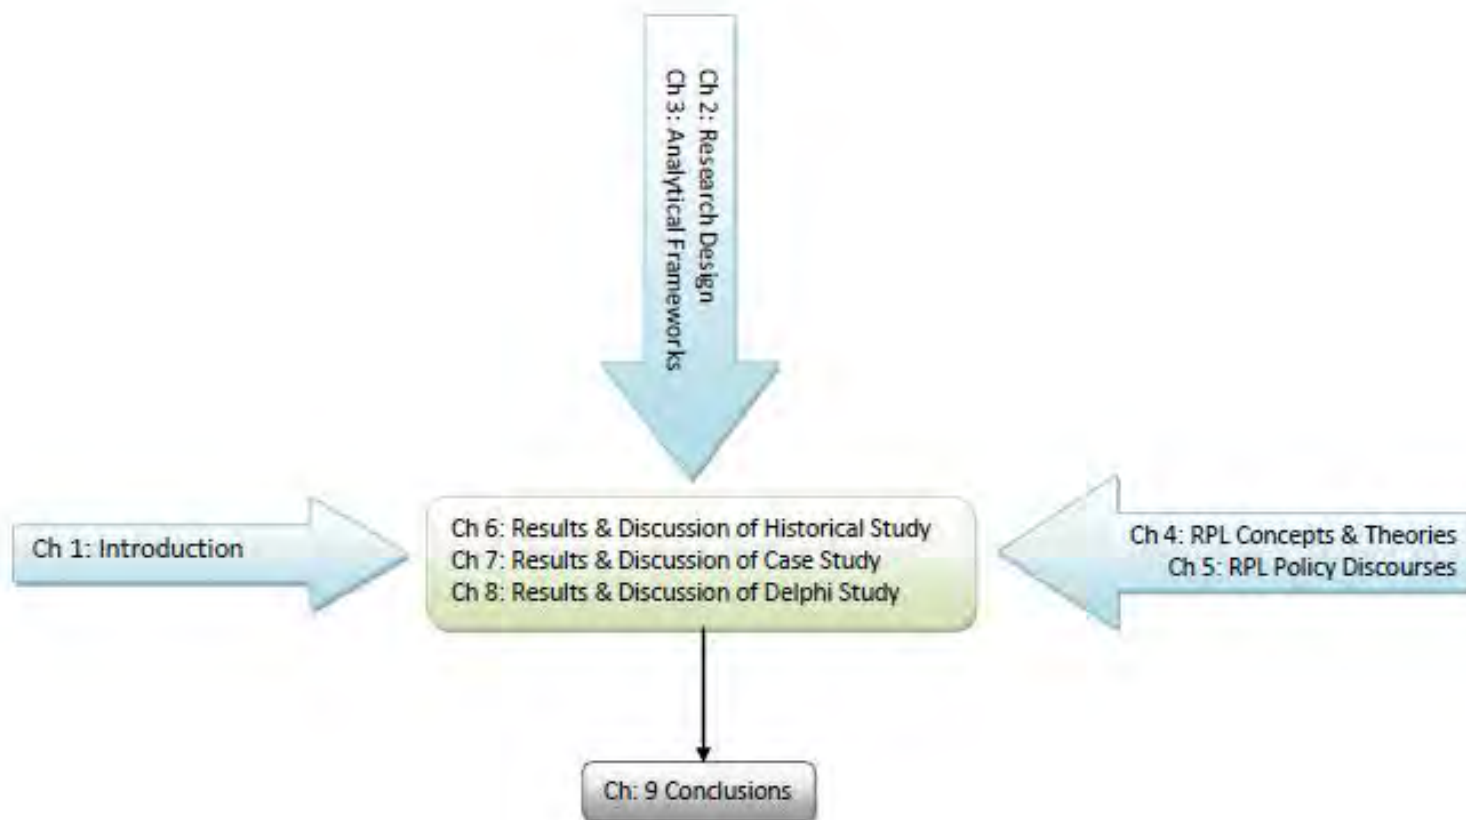 Ch 2: Research Design
Ch 3: Analytical Frameworks
Ch 1: Introduction
Ch 6: Results & Discussion of Historical Study
Ch 7: Results & Discussion of Case Study
Ch 8: Results & Discussion of Delphi Study
Ch 4: RPL Concepts & Theories
Ch 5: RPL Policy Discourses
Ch: 9 Conclusions